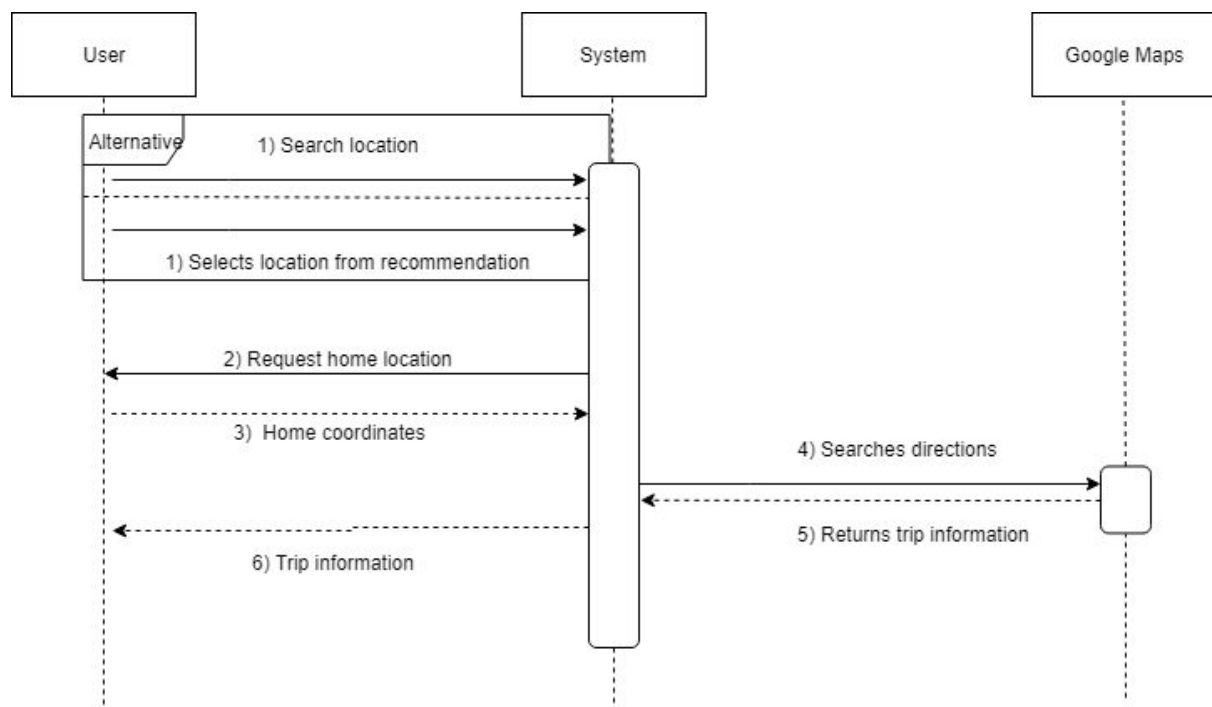 User
System
Google Maps
Alternative
1) Search location
1) Selects location from recommendation
2) Request home location
3) Home coordinates
4) Searches directions
5) Returns trip information
6) Trip information